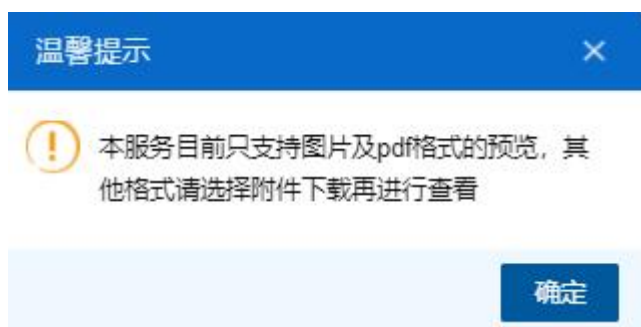 温馨提示
本服务目前只支持图片及pdf格式的预览，其
他格式请选择附件下载再进行查看
确定